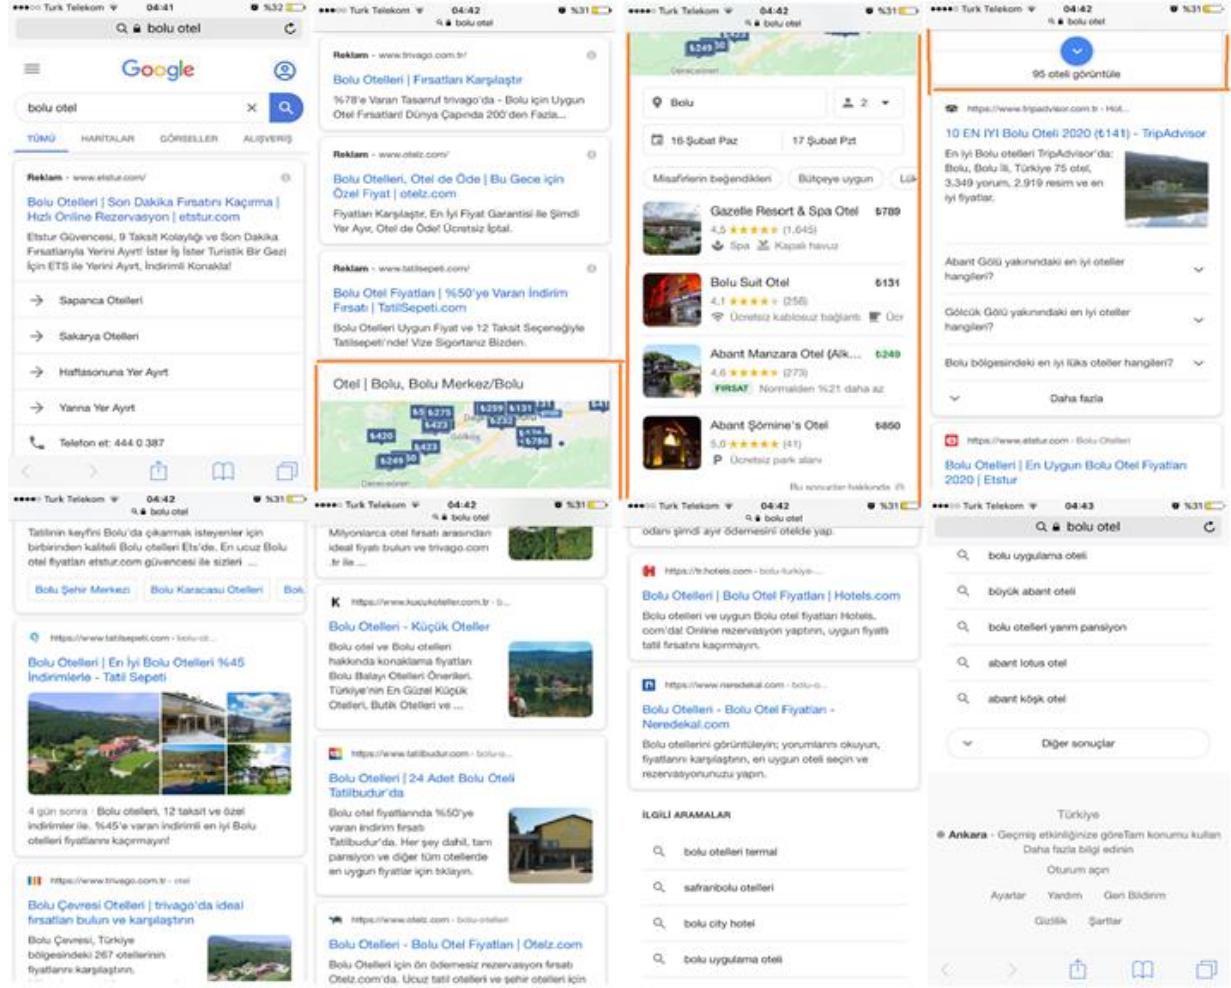 Turk Telekom 04:41 %32
bolu otel
Google
bolu otel
TÜMÜ HARİTALAR GÖRSELLER ALIŞVERİŞ
Reklam - www.etstur.com/
Bolu Otelleri | Son Dakika Fırsatını Kaçırma |
Hızlı Online Rezervasyon | etstur.com
Etstur Güvencesi, 9 Taksit Kolaylığı ve Son Dakika
Fırsatlarıyla Yerini Ayırt! İster İş İster Turistik Bir Gezi
İçin ETS ile Yerini Ayırt, İndirimli Konakla!
Sapanca Otelleri
Sakarya Otelleri
Haftasonuna Yer Ayırt
Yarına Yer Ayırt
Telefon et: 444 0 387
Turk Telekom 04:42 %31
bolu otel
Reklam - www.trivago.com.tr/
Bolu Otelleri | Fırsatları Karşılaştır
%78'e Varan Tasarruf trivago'da - Bolu için Uygun
Otel Fırsatları! Dünya Çapında 200'den Fazla...
Reklam - www.otelz.com/
Bolu Otelleri, Otel de Öde | Bu Gece için
Özel Fiyat | otelz.com
Fiyatları Karşılaştır, En İyi Fiyat Garantisi ile Şimdi
Yer Ayır, Otel de Öde! Ücretsiz İptal.
Reklam - www.tatilsepeti.com/
Bolu Otel Fiyatları | %50'ye Varan İndirim
Fırsatı | TatilSepeti.com
Bolu Otelleri Uygun Fiyat ve 12 Taksit Seçeneğiyle
Tatilsepeti'nde! Vize Sigortanız Bizden.
Otel | Bolu, Bolu Merkez/Bolu
₺275 ₺259 ₺131
₺423 ₺232
₺420 Gölköy
₺423 ₺780
₺249
Turk Telekom 04:42 %31
bolu otel
₺249
Bolu 2
16 Şubat Paz 17 Şubat Pzt
Misafirlerin beğendikleri Bütçeye uygun Lük
Gazelle Resort & Spa Otel ₺789
4,5 ★★★★★ (1.645)
Spa Kapalı havuz
Bolu Suit Otel ₺131
4,1 ★★★★★ (256)
Ücretsiz kablosuz bağlantı Ücr
Abant Manzara Otel (Alk... ₺249
4,6 ★★★★★ (273)
FIRSAT Normalden %21 daha az
Abant Şömine's Otel ₺850
5,0 ★★★★★ (41)
P Ücretsiz park alanı
Bu sonuçlar hakkında
Turk Telekom 04:42 %31
bolu otel
95 oteli görüntüle
https://www.tripadvisor.com.tr › Hot...
10 EN IYI Bolu Oteli 2020 (₺141) - TripAdvisor
En iyi Bolu otelleri TripAdvisor'da:
Bolu, Bolu İli, Türkiye 75 otel,
3.349 yorum, 2.919 resim ve en
iyi fiyatlar.
Abant Gölü yakınındaki en iyi oteller
hangileri?
Gölcük Gölü yakınındaki en iyi oteller
hangileri?
Bolu bölgesindeki en iyi lüks oteller hangileri?
Daha fazla
https://www.etstur.com › Bolu-Otelleri
Bolu Otelleri | En Uygun Bolu Otel Fiyatları
2020 | Etstur
Turk Telekom 04:42 %31
bolu otel
Tatilinin keyfini Bolu'da çıkarmak isteyenler için
birbirinden kaliteli Bolu otelleri Ets'de. En ucuz Bolu
otel fiyatları etstur.com güvencesi ile sizleri ...
Bolu Şehir Merkezi Bolu Karacasu Otelleri Bolu
https://www.tatilsepeti.com › bolu-ot...
Bolu Otelleri | En İyi Bolu Otelleri %45
İndirimlerle - Tatil Sepeti
4 gün sonra · Bolu otelleri, 12 taksit ve özel
indirimler ile. %45'e varan indirimli en iyi Bolu
otelleri fiyatlarını kaçırmayın!
https://www.trivago.com.tr › otel
Bolu Çevresi Otelleri | trivago'da ideal
fırsatları bulun ve karşılaştırın
Bolu Çevresi, Türkiye
bölgesindeki 267 otellerinin
fiyatlarını karşılaştırın.
Turk Telekom 04:42 %31
bolu otel
Milyonlarca otel fırsatı arasından
ideal fiyatı bulun ve trivago.com
.tr ile ...
K https://www.kucukoteller.com.tr › b...
Bolu Otelleri - Küçük Oteller
Bolu otel ve Bolu otelleri
hakkında konaklama fiyatları
Bolu Balayı Otelleri Önerileri.
Türkiye'nin En Güzel Küçük
Otelleri, Butik Otelleri ve ...
https://www.tatilbudur.com › bolu-o...
Bolu Otelleri | 24 Adet Bolu Oteli
Tatilbudur'da
Bolu otel fiyatlarında %50'ye
varan indirim fırsatı
Tatilbudur'da. Her şey dahil, tam
pansiyon ve diğer tüm otellerde
en uygun fiyatlar için tıklayın.
https://www.otelz.com › bolu-otelleri
Bolu Otelleri - Bolu Otel Fiyatları | Otelz.com
Bolu Otelleri için ön ödemesiz rezervasyon fırsatı
Otelz.com'da. Ucuz tatil otelleri ve şehir otelleri için
Turk Telekom 04:42 %31
bolu otel
odanı şimdi ayır ödemesini otelde yap.
https://tr.hotels.com › bolu-turkiye-...
Bolu Otelleri | Bolu Otel Fiyatları | Hotels.com
Bolu otelleri ve uygun Bolu otel fiyatları Hotels.
com'da! Online rezervasyon yaptırın, uygun fiyatlı
tatil fırsatını kaçırmayın.
https://www.neredekal.com › bolu-o...
Bolu Otelleri - Bolu Otel Fiyatları -
Neredekal.com
Bolu otellerini görüntüleyin; yorumlarını okuyun,
fiyatlarını karşılaştırın, en uygun oteli seçin ve
rezervasyonunuzu yapın.
İLGİLİ ARAMALAR
bolu otelleri termal
safranbolu otelleri
bolu city hotel
bolu uygulama oteli
Turk Telekom 04:43 %31
bolu otel
bolu uygulama oteli
büyük abant oteli
bolu otelleri yarım pansiyon
abant lotus otel
abant köşk otel
Diğer sonuçlar
Türkiye
Ankara - Geçmiş etkinliğinize göreTam konumu kullan
Daha fazla bilgi edinin
Oturum açın
Ayarlar Yardım Geri Bildirim
Gizlilik Şartlar